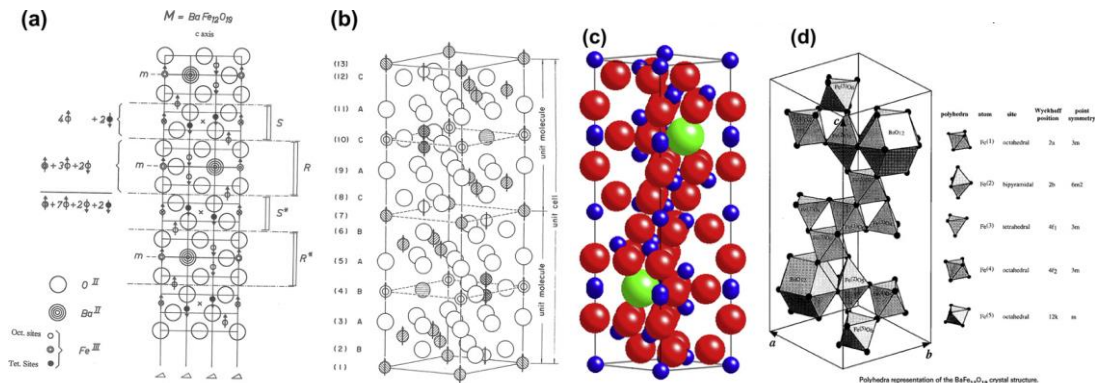 (a)
M = BaFe12O19
c axis
m
4 + 2
S
+3 +2
m
R
+7 +2 +2
S*
m
R*
O II
Ba II
Oct. sites
Tet. Sites
Fe III
(b)
(13)
(12) C
(11) A
(10) C
(9) A
(8) C
(7)
(6) B
(5) A
(4) B
(3) A
(2) B
(1)
unit molecule
unit molecule
unit cell
(c)
(d)
c
a
b
polyhedra atom site Wyckhoff position point symmetry
Fe(1) octahedral 2a 3m
Fe(2) bipyramidal 2b 6m2
Fe(3) tetrahedral 4f1 3m
Fe(4) octahedral 4f2 3m
Fe(5) octahedral 12k m
Polyhedra representation of the BaFe12O19 crystal structure.